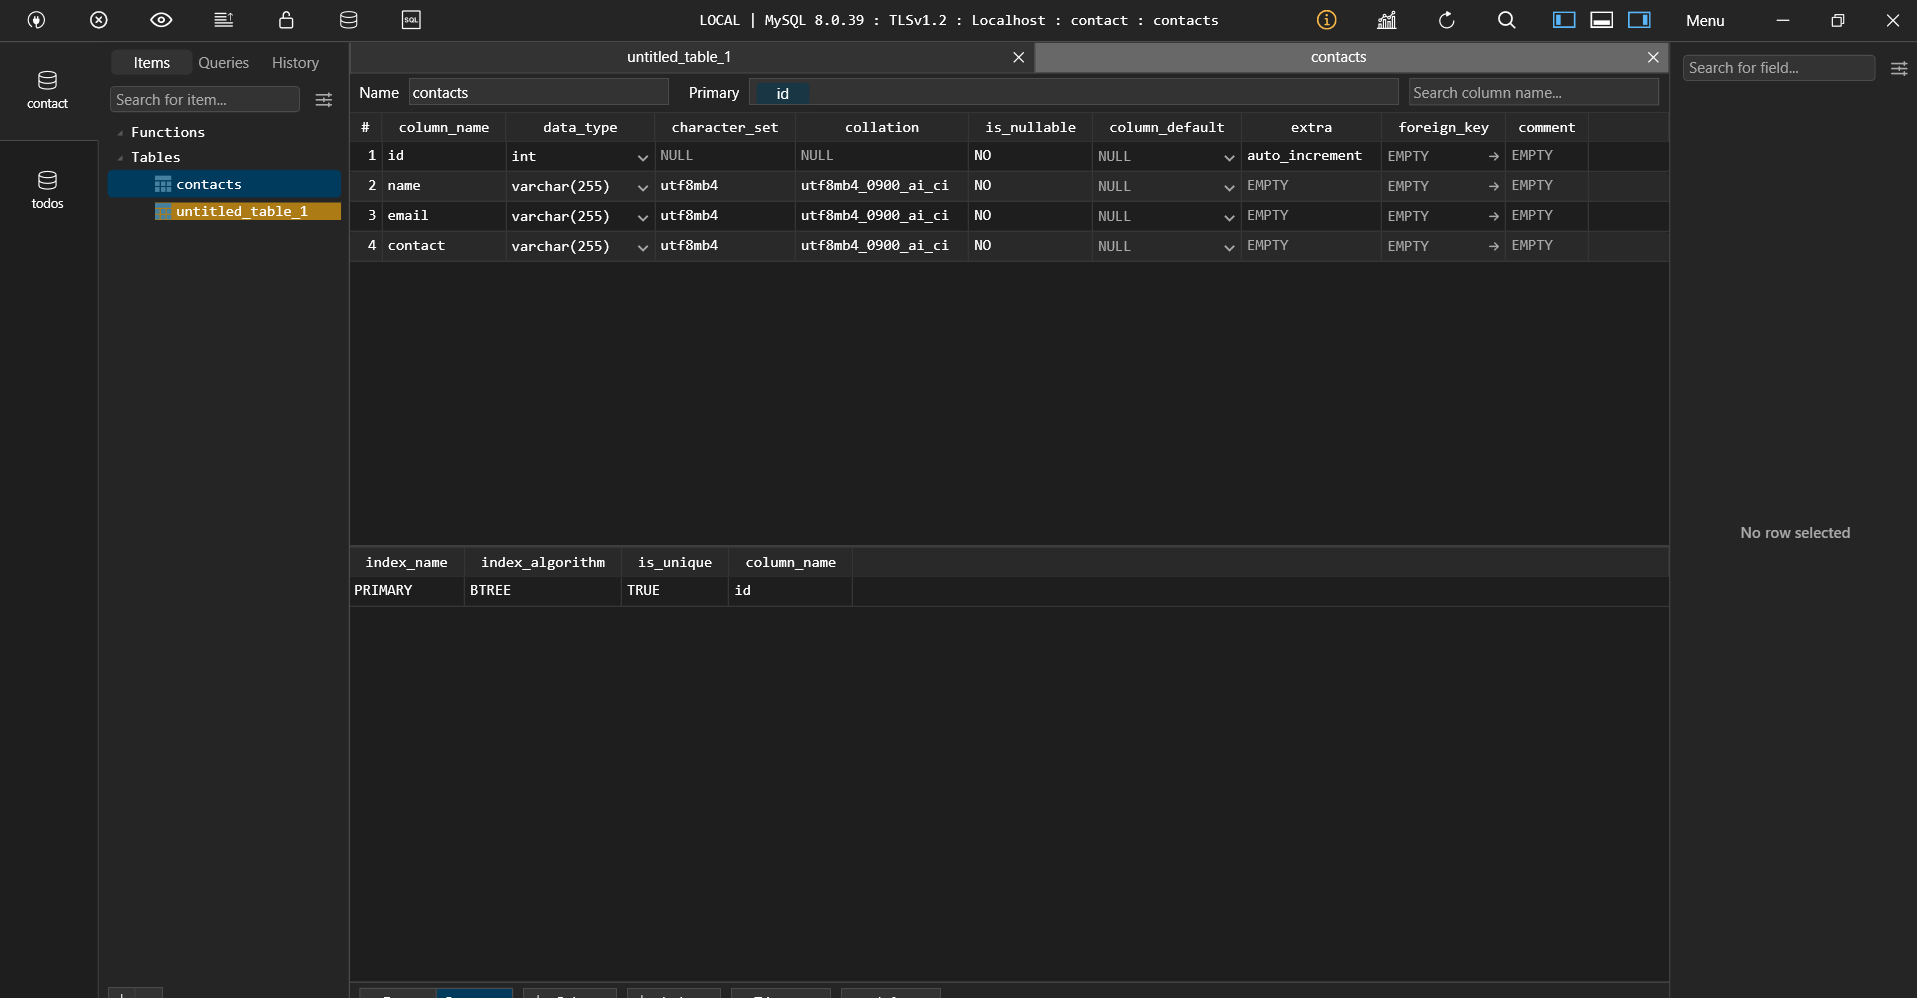 SQL
LOCAL | MySQL 8.0.39 : TLSv1.2 : Localhost : contact : contacts
Menu
contact
todos
Items Queries History
Search for item...
Functions
Tables
contacts
untitled_table_1
untitled_table_1 contacts
Name contacts Primary id Search column name...
# column_name data_type character_set collation is_nullable column_default extra foreign_key comment
1 id int NULL NULL NO NULL auto_increment EMPTY EMPTY
2 name varchar(255) utf8mb4 utf8mb4_0900_ai_ci NO NULL EMPTY EMPTY EMPTY
3 email varchar(255) utf8mb4 utf8mb4_0900_ai_ci NO NULL EMPTY EMPTY EMPTY
4 contact varchar(255) utf8mb4 utf8mb4_0900_ai_ci NO NULL EMPTY EMPTY EMPTY
index_name index_algorithm is_unique column_name
PRIMARY BTREE TRUE id
Search for field...
No row selected